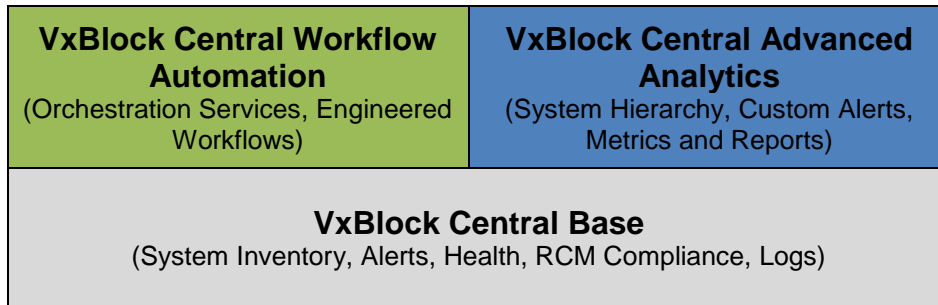 VxBlock Central Workflow
Automation
(Orchestration Services, Engineered
Workflows)
VxBlock Central Advanced
Analytics
(System Hierarchy, Custom Alerts,
Metrics and Reports)
VxBlock Central Base
(System Inventory, Alerts, Health, RCM Compliance, Logs)